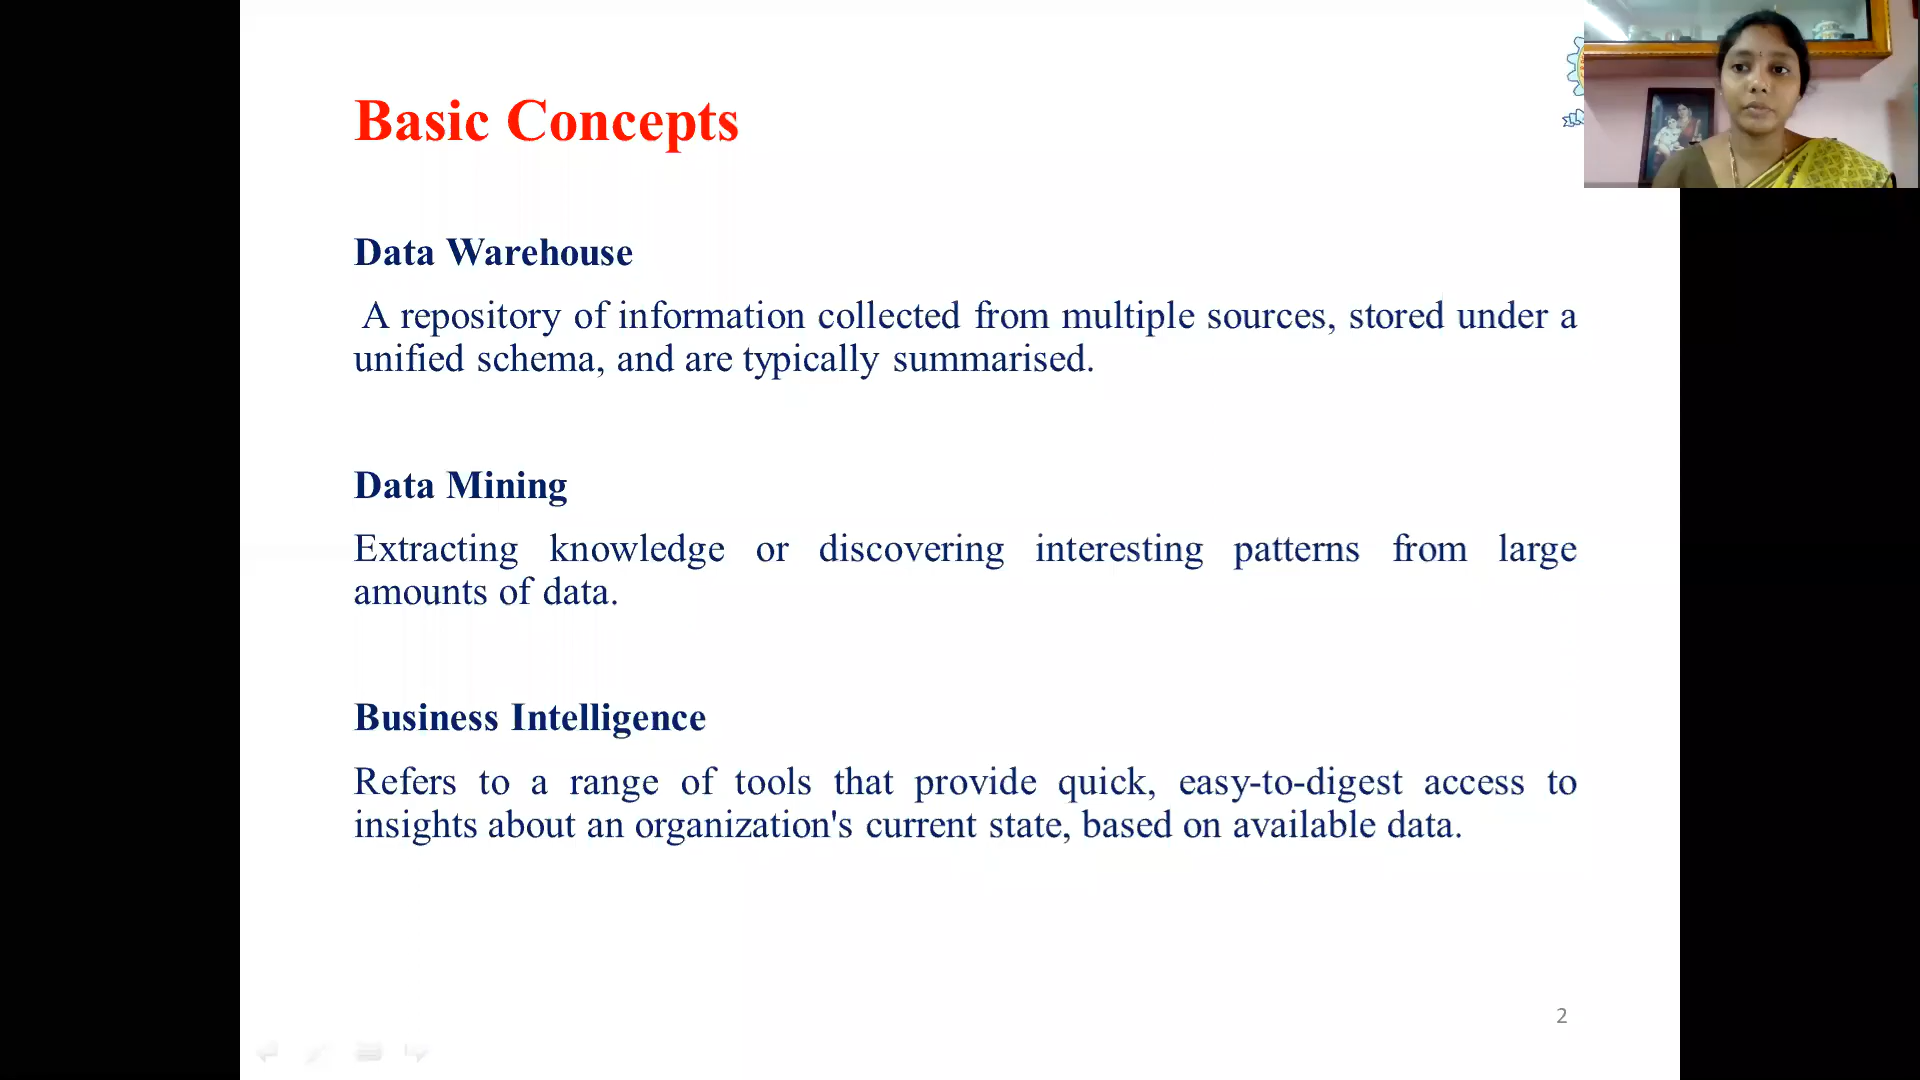 Basic Concepts
Data Warehouse
A repository of information collected from multiple sources, stored under a
unified schema, and are typically summarised.
Data Mining
Extracting knowledge or discovering interesting patterns from large
amounts of data.
Business Intelligence
Refers to a range of tools that provide quick, easy-to-digest access to
insights about an organization's current state, based on available data.
2